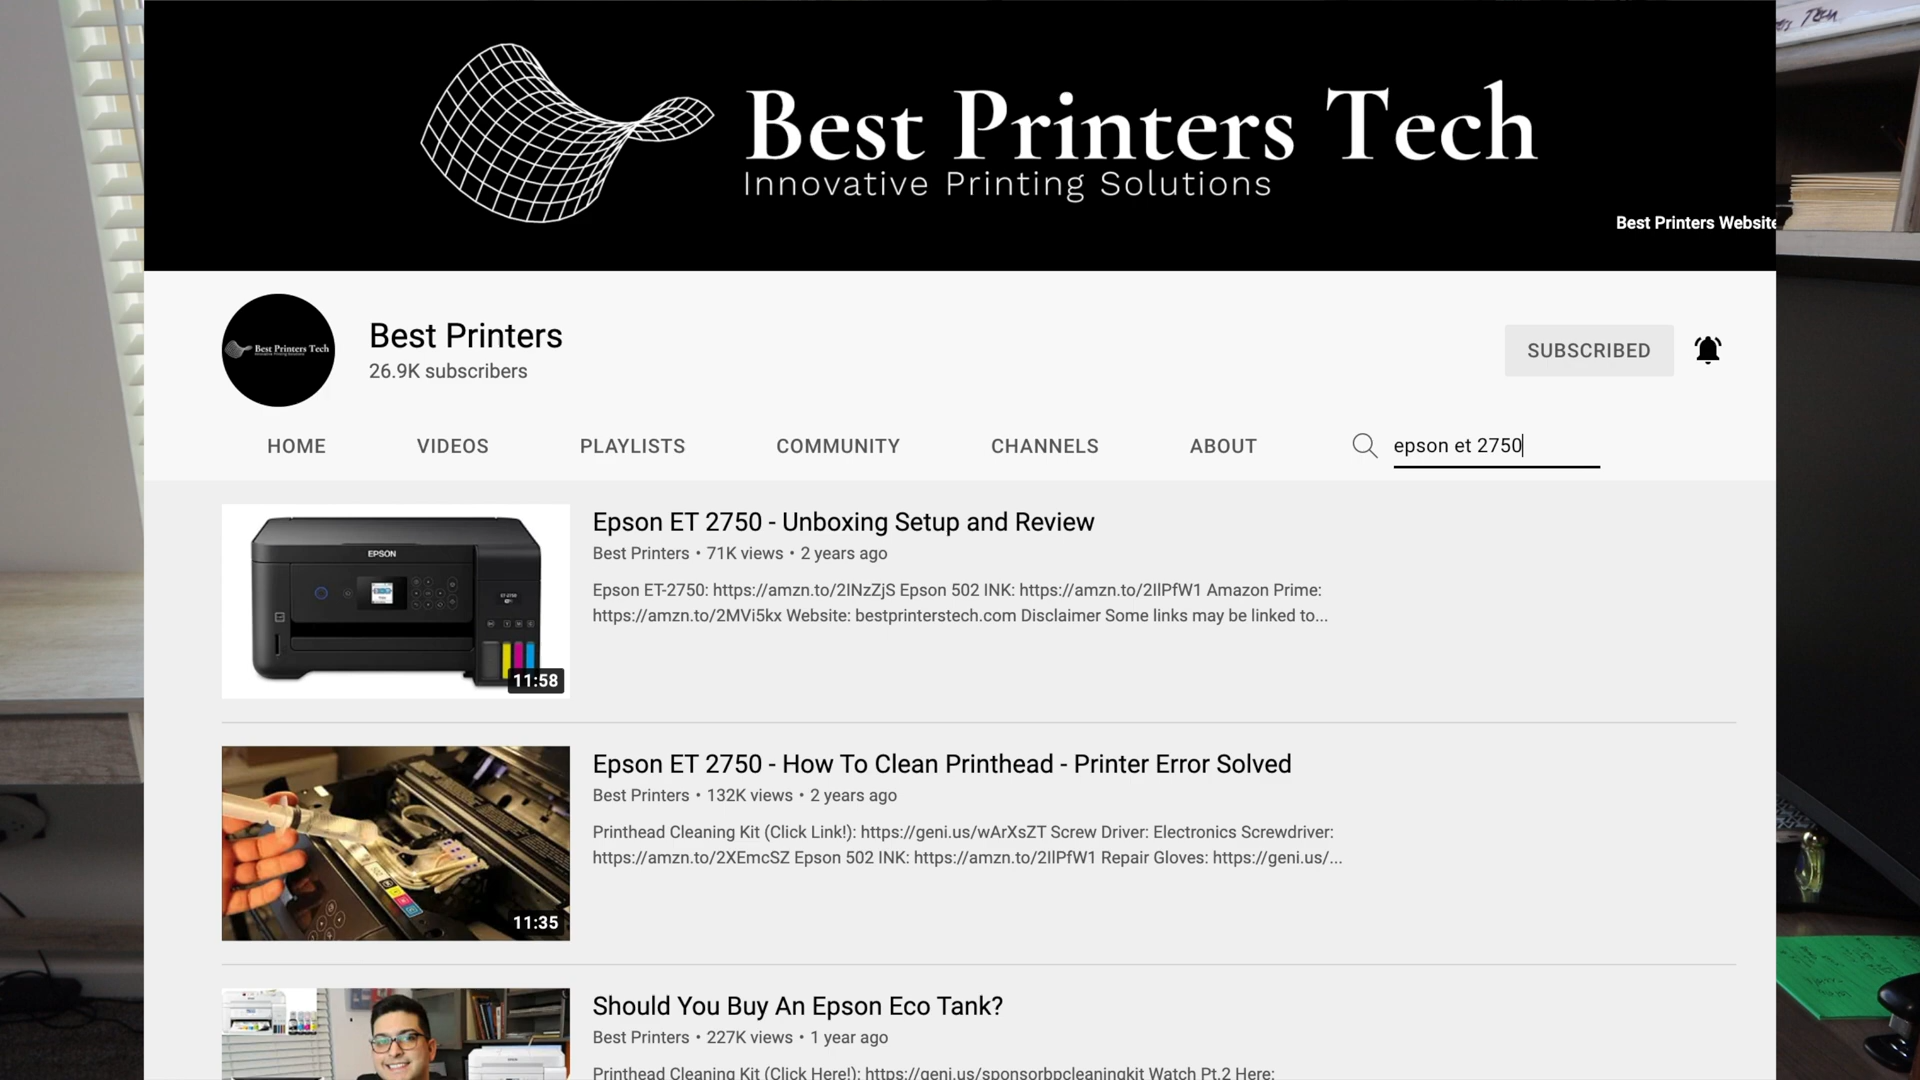 Best Printers Tech
Innovative Printing Solutions
Best Printers Website
Best Printers Tech
Best Printers
26.9K subscribers
SUBSCRIBED
HOME VIDEOS PLAYLISTS COMMUNITY CHANNELS ABOUT epson et 2750
EPSON
11:58
Epson ET 2750 - Unboxing Setup and Review
Best Printers • 71K views • 2 years ago
Epson ET-2750: https://amzn.to/2INzZjS Epson 502 INK: https://amzn.to/2IlPfW1 Amazon Prime:
https://amzn.to/2MVi5kx Website: bestprinterstech.com Disclaimer Some links may be linked to...
11:35
Epson ET 2750 - How To Clean Printhead - Printer Error Solved
Best Printers • 132K views • 2 years ago
Printhead Cleaning Kit (Click Link!): https://geni.us/wArXsZT Screw Driver: Electronics Screwdriver:
https://amzn.to/2XEmcSZ Epson 502 INK: https://amzn.to/2IlPfW1 Repair Gloves: https://geni.us/...
Should You Buy An Epson Eco Tank?
Best Printers • 227K views • 1 year ago
Printhead Cleaning Kit (Click Here!): https://geni.us/sponsorbpcleaningkit Watch Pt.2 Here: